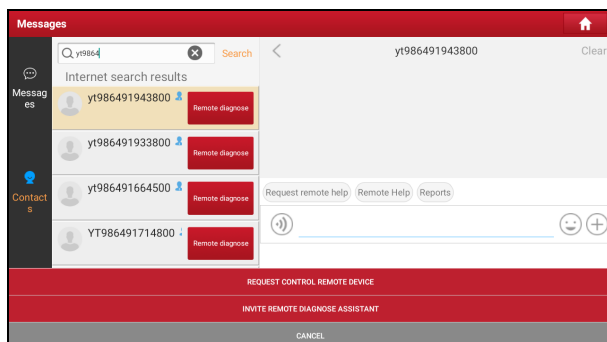 Messages
yt9864
Search
yt986491943800
Clear
Internet search results
Messag
es
Contact
s
yt986491943800
Remote diagnose
yt986491933800
Remote diagnose
yt986491664500
Remote diagnose
YT986491714800
Remote diagnose
Request remote help
Remote Help
Reports
REQUEST CONTROL REMOTE DEVICE
INVITE REMOTE DIAGNOSE ASSISTANT
CANCEL